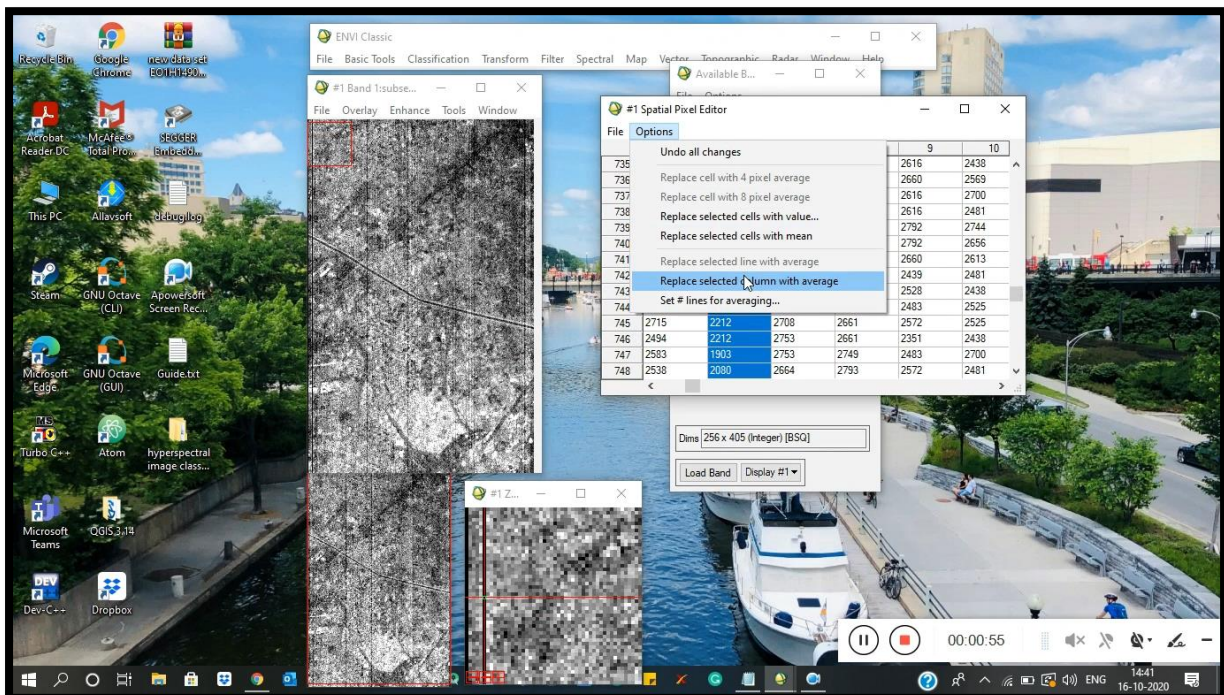 Recycle Bin
Google Chrome
new data set EO1H1490...
Acrobat Reader DC
McAfee® Total Pro...
SEGGER Embedd...
This PC
Allavsoft
debuglog
Steam
GNU Octave (CLI)
Apowersoft Screen Rec...
Microsoft Edge
GNU Octave (GUI)
Guide.txt
MS
Turbo C++
Atom
hyperspectral image class...
Microsoft Teams
QGIS 3.14
DEV
Dev-C++
Dropbox
ENVI Classic
File Basic Tools Classification Transform Filter Spectral Map Vector Topographic Radar Window Help
#1 Band 1:subse...
File Overlay Enhance Tools Window
Available B...
File Options
#1 Spatial Pixel Editor
File Options
Undo all changes
Replace cell with 4 pixel average
Replace cell with 8 pixel average
Replace selected cells with value...
Replace selected cells with mean
Replace selected line with average
Replace selected column with average
Set # lines for averaging...
9 10
735 2616 2438
736 2660 2569
737 2616 2700
738 2616 2481
739 2792 2744
740 2792 2656
741 2660 2613
742 2439 2481
743 2528 2438
744 2483 2525
745 2715 2212 2708 2661 2572 2525
746 2494 2212 2753 2661 2351 2438
747 2583 1903 2753 2749 2483 2700
748 2538 2080 2664 2793 2572 2481
Dims 256 x 405 (Integer) [BSQ]
Load Band Display #1
#1 Z...
00:00:55
ENG
14:41
16-10-2020